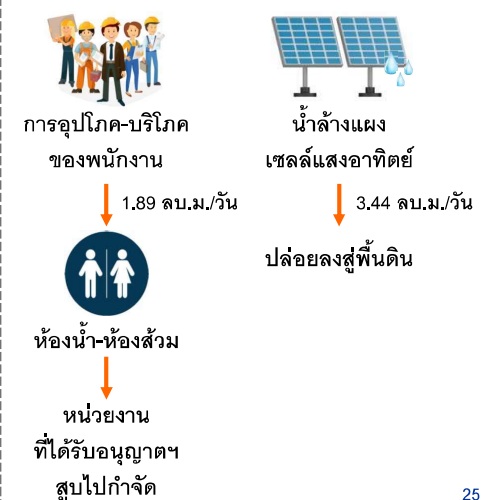 การอุปโภค-บริโภค
ของพนักงาน
1.89 ลบ.ม./วัน
ห้องน้ำ-ห้องส้วม
หน่วยงาน
ที่ได้รับอนุญาตฯ
สูบไปกำจัด
น้ำล้างแผง
เซลล์แสงอาทิตย์
3.44 ลบ.ม./วัน
ปล่อยลงสู่พื้นดิน
25